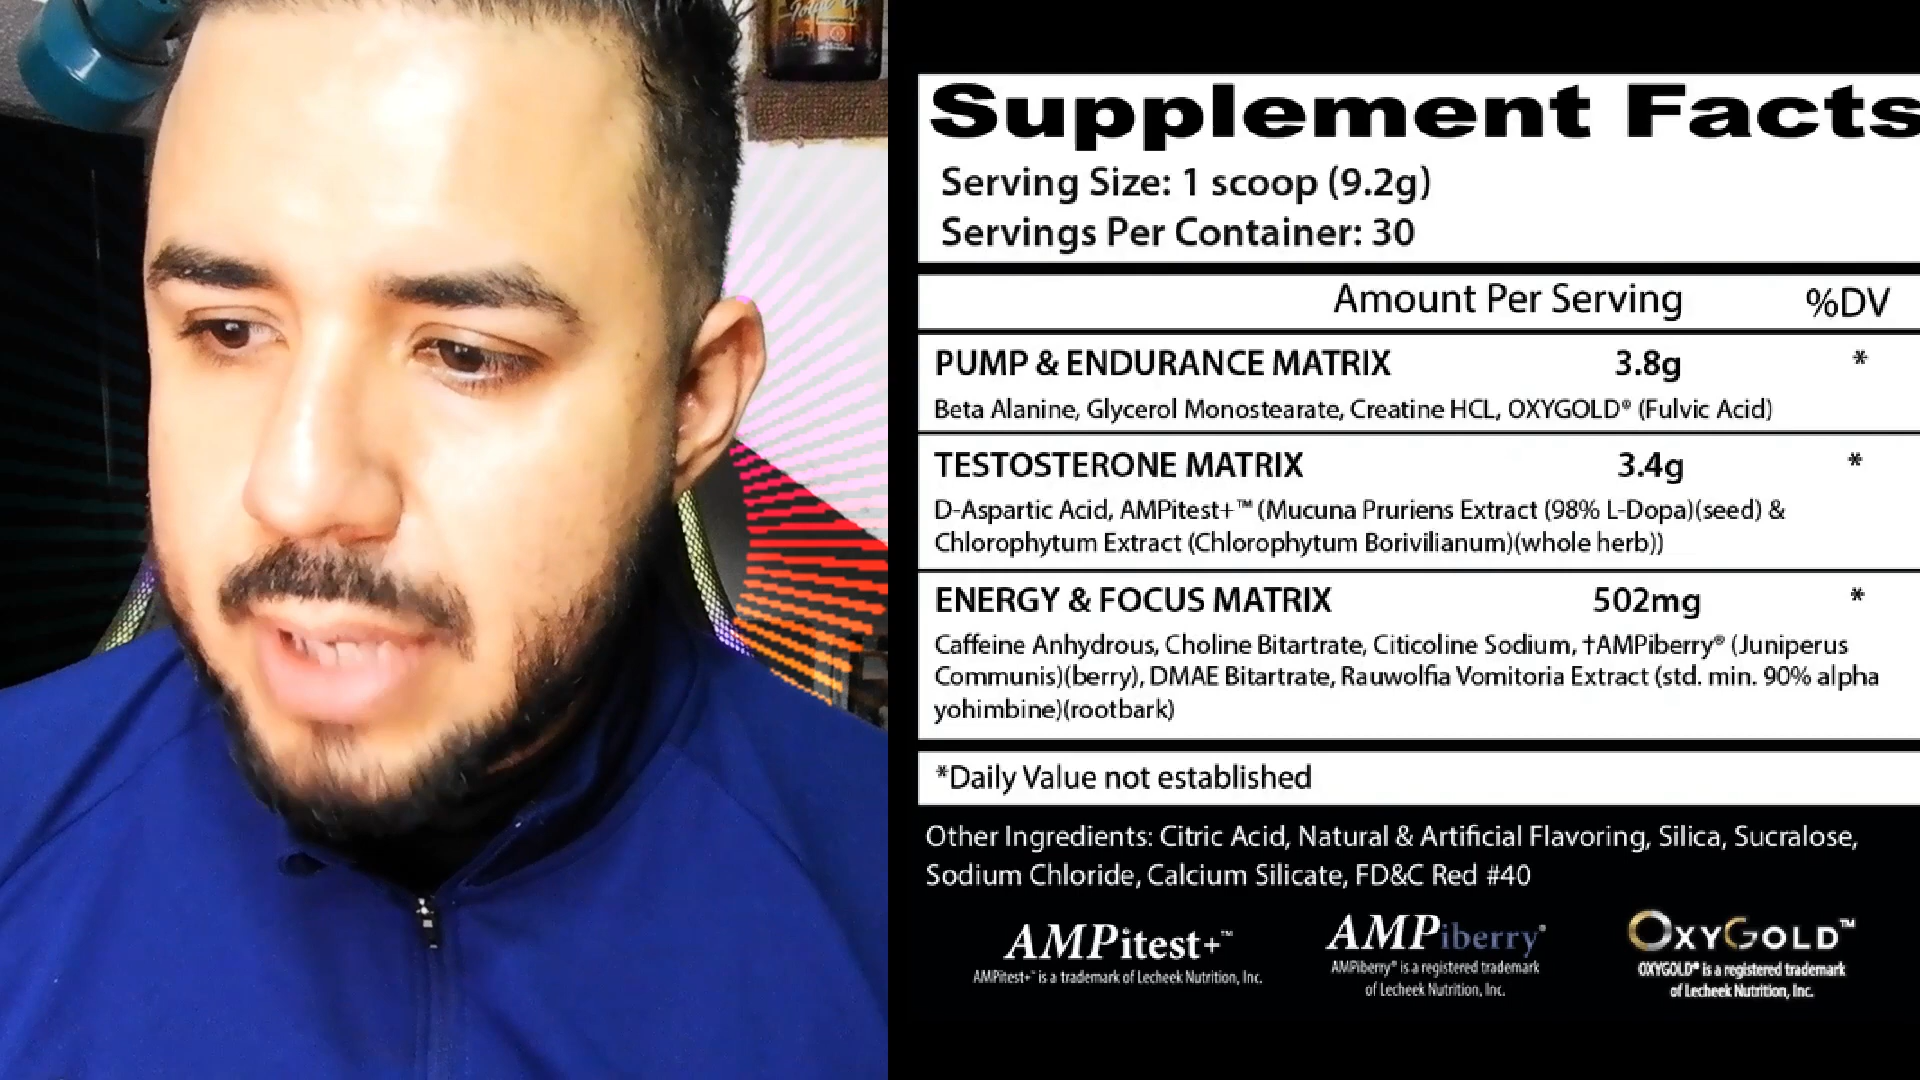 Supplement Facts
Serving Size: 1 scoop (9.2g)
Servings Per Container: 30
Amount Per Serving %DV
PUMP & ENDURANCE MATRIX 3.8g *
Beta Alanine, Glycerol Monostearate, Creatine HCL, OXYGOLD® (Fulvic Acid)
TESTOSTERONE MATRIX 3.4g *
D-Aspartic Acid, AMPitest+™ (Mucuna Pruriens Extract (98% L-Dopa)(seed) &
Chlorophytum Extract (Chlorophytum Borivilianum)(whole herb))
ENERGY & FOCUS MATRIX 502mg *
Caffeine Anhydrous, Choline Bitartrate, Citicoline Sodium, †AMPiberry® (Juniperus
Communis)(berry), DMAE Bitartrate, Rauwolfia Vomitoria Extract (std. min. 90% alpha
yohimbine)(rootbark)
*Daily Value not established
Other Ingredients: Citric Acid, Natural & Artificial Flavoring, Silica, Sucralose,
Sodium Chloride, Calcium Silicate, FD&C Red #40
AMPitest+™
AMPitest+™ is a trademark of Lecheek Nutrition, Inc.
AMPiberry®
AMPiberry® is a registered trademark
of Lecheek Nutrition, Inc.
OXYGOLD™
OXYGOLD® is a registered trademark
of Lecheek Nutrition, Inc.